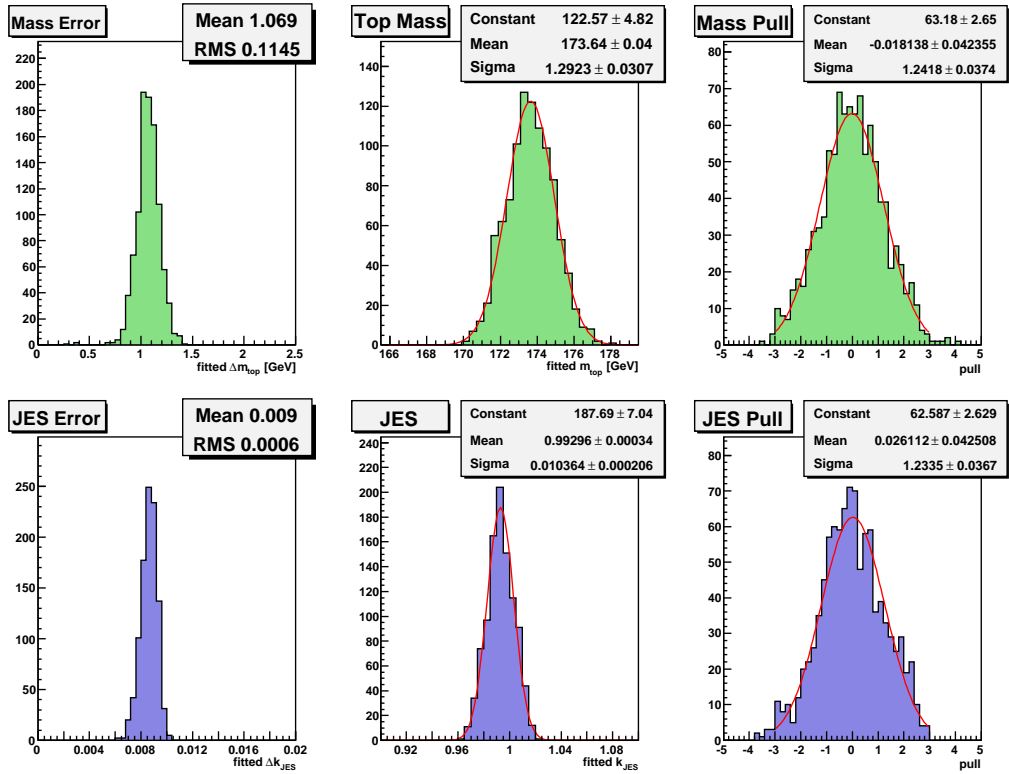 Mass Error
Mean 1.069
RMS 0.1145
220
200
180
160
140
120
100
80
60
40
20
0
0 0.5 1 1.5 2 2.5
fitted Δm_top [GeV]
Top Mass
Constant 122.57 ± 4.82
Mean 173.64 ± 0.04
Sigma 1.2923 ± 0.0307
140
120
100
80
60
40
20
0
166 168 170 172 174 176 178
fitted m_top [GeV]
Mass Pull
Constant 63.18 ± 2.65
Mean -0.018138 ± 0.042355
Sigma 1.2418 ± 0.0374
80
70
60
50
40
30
20
10
0
-5 -4 -3 -2 -1 0 1 2 3 4 5
pull
JES Error
Mean 0.009
RMS 0.0006
250
200
150
100
50
0
0 0.004 0.008 0.012 0.016 0.02
fitted Δk_JES
JES
Constant 187.69 ± 7.04
Mean 0.99296 ± 0.00034
Sigma 0.010364 ± 0.000206
240
220
200
180
160
140
120
100
80
60
40
20
0
0.92 0.96 1 1.04 1.08
fitted k_JES
JES Pull
Constant 62.587 ± 2.629
Mean 0.026112 ± 0.042508
Sigma 1.2335 ± 0.0367
70
60
50
40
30
20
10
0
-5 -4 -3 -2 -1 0 1 2 3 4 5
pull